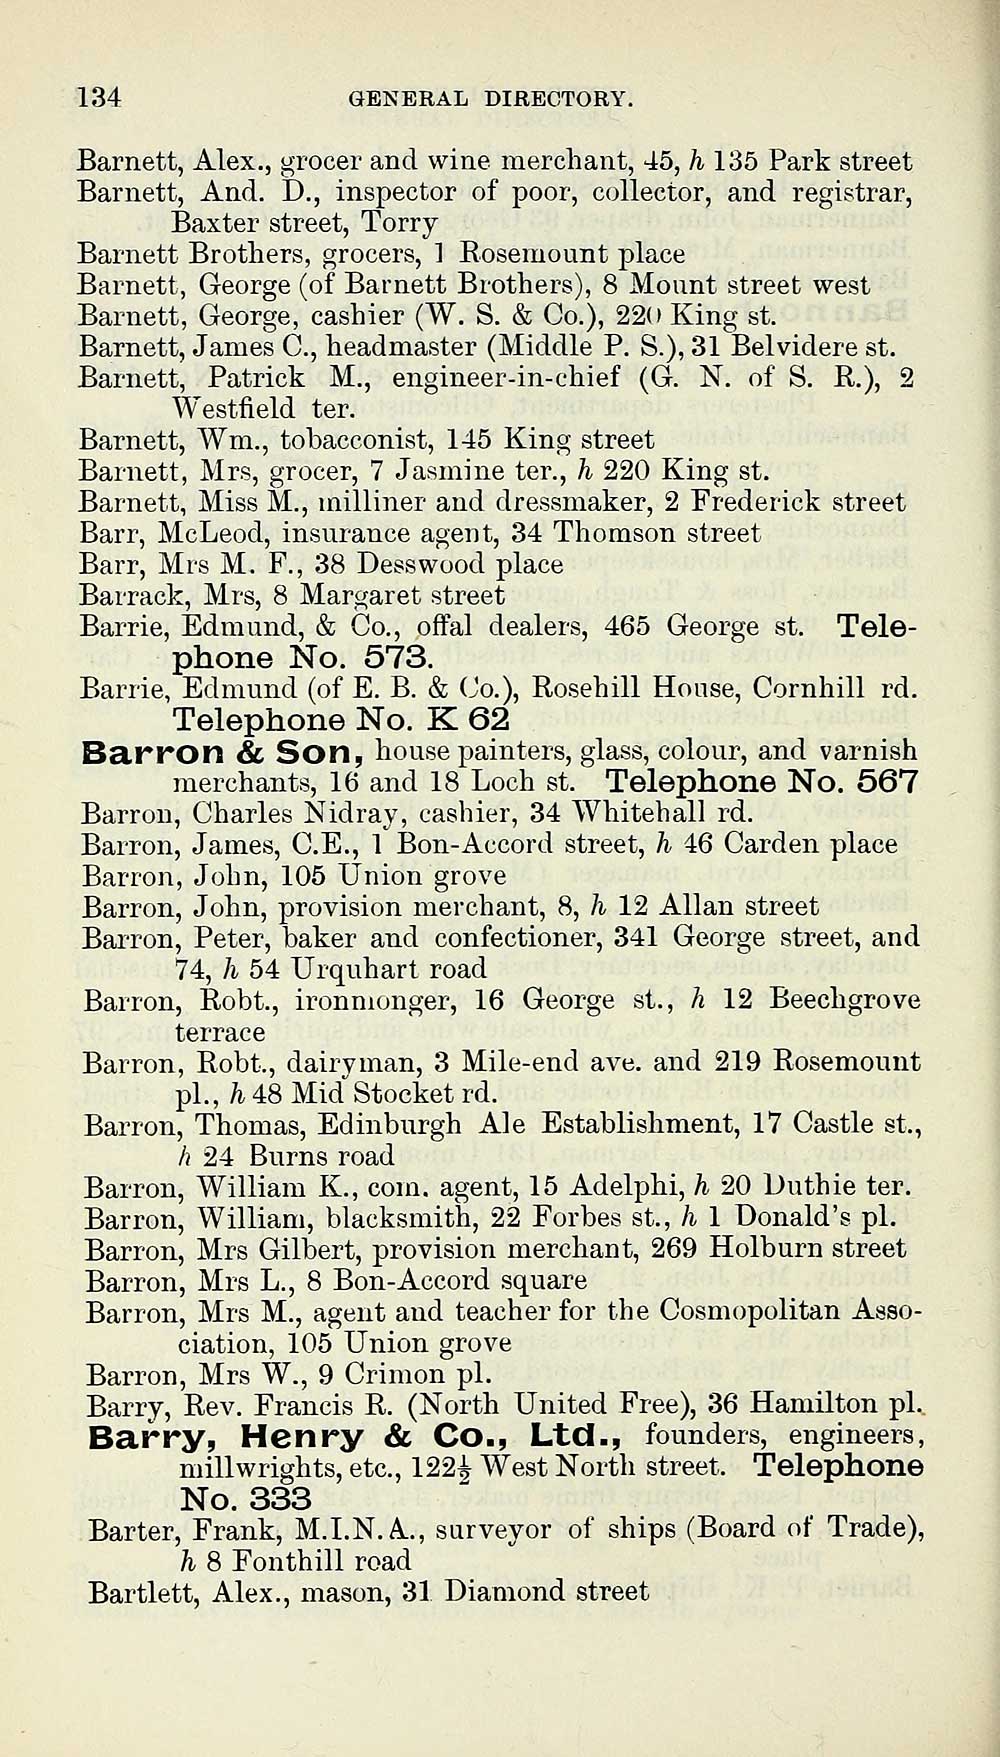 134 GENERAL DIRECTORY.
Barnett, Alex., grocer and wine merchant, 45, h 135 Park street
Barnett, And. D., inspector of poor, collector, and registrar,
Baxter street, Torry
Barnett Brothers, grocers, 1 Rosemount place
Barnett, George (of Barnett Brothers), 8 Mount street west
Barnett, George, cashier (W. S. & Co.), 220 King st.
Barnett, James C., headmaster (Middle P. S.), 31 Belvidere st.
Barnett, Patrick M., engineer-in-chief (G. N. of S. R.), 2
Westfield ter.
Barnett, Wm., tobacconist, 145 King street
Barnett, Mrs, grocer, 7 Jasmine ter., h 220 King st.
Barnett, Miss M., milliner and dressmaker, 2 Frederick street
Barr, McLeod, insurance agent, 34 Thomson street
Barr, Mrs M. F., 38 Desswood place
Barrack, Mrs, 8 Margaret street
Barrie, Edmund, & Co., offal dealers, 465 George st. Tele-
phone No. 573.
Barrie, Edmund (of E. B. & Co.), Rosehill House, Cornhill rd.
Telephone No. K 62
Barron & Son, house painters, glass, colour, and varnish
merchants, 16 and 18 Loch st. Telephone No. 567
Barron, Charles Nidray, cashier, 34 Whitehall rd.
Barron, James, C.E., 1 Bon-Accord street, h 46 Carden place
Barron, John, 105 Union grove
Barron, John, provision merchant, 8, h 12 Allan street
Barron, Peter, baker and confectioner, 341 George street, and
74, h 54 Urquhart road
Barron, Robt., ironmonger, 16 George st., h 12 Beechgrove
terrace
Barron, Robt., dairyman, 3 Mile-end ave. and 219 Rosemount
pl., h 48 Mid Stocket rd.
Barron, Thomas, Edinburgh Ale Establishment, 17 Castle st.,
h 24 Burns road
Barron, William K., com. agent, 15 Adelphi, h 20 Duthie ter.
Barron, William, blacksmith, 22 Forbes st., h 1 Donald's pl.
Barron, Mrs Gilbert, provision merchant, 269 Holburn street
Barron, Mrs L., 8 Bon-Accord square
Barron, Mrs M., agent and teacher for the Cosmopolitan Asso-
ciation, 105 Union grove
Barron, Mrs W., 9 Crimon pl.
Barry, Rev. Francis R. (North United Free), 36 Hamilton pl.
Barry, Henry & Co., Ltd., founders, engineers,
millwrights, etc., 122½ West North street. Telephone
No. 333
Barter, Frank, M.I.N.A., surveyor of ships (Board of Trade),
h 8 Fonthill road
Bartlett, Alex., mason, 31 Diamond street